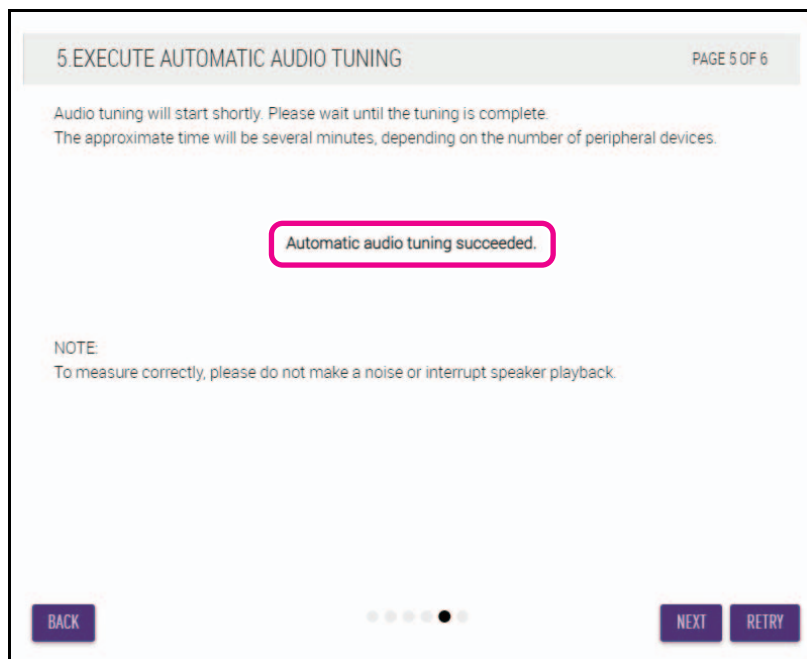 5.EXECUTE AUTOMATIC AUDIO TUNING PAGE 5 OF 6
Audio tuning will start shortly. Please wait until the tuning is complete.
The approximate time will be several minutes, depending on the number of peripheral devices.
Automatic audio tuning succeeded.
NOTE:
To measure correctly, please do not make a noise or interrupt speaker playback.
BACK NEXT RETRY